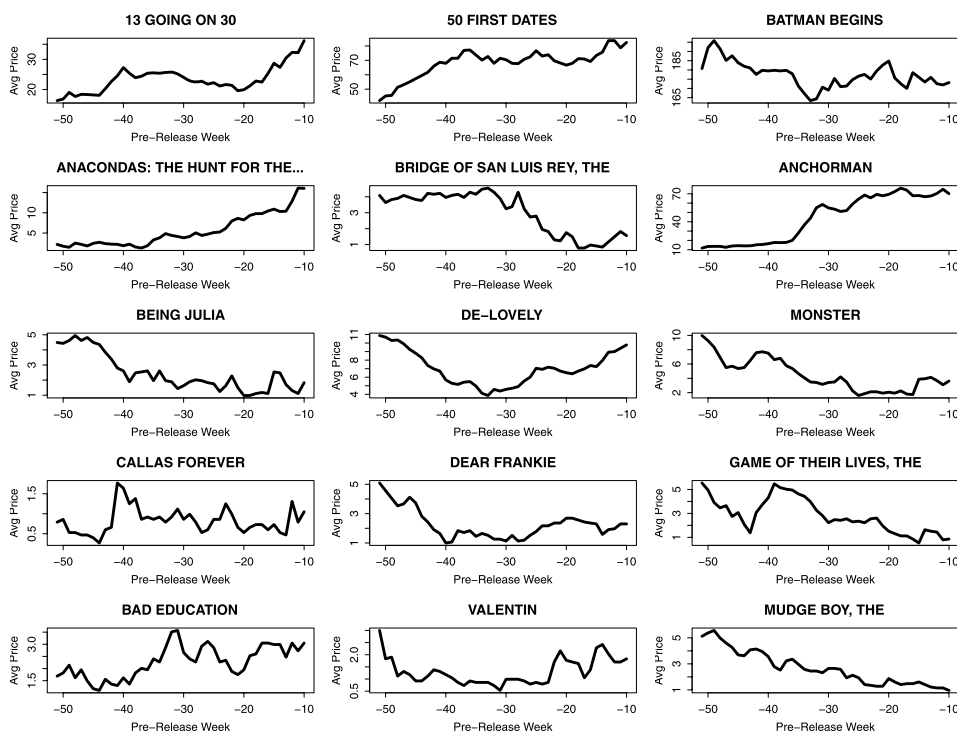 13 GOING ON 30
Avg Price
20 30
−50 −40 −30 −20 −10
Pre−Release Week
50 FIRST DATES
Avg Price
50 70
−50 −40 −30 −20 −10
Pre−Release Week
BATMAN BEGINS
Avg Price
165 185
−50 −40 −30 −20 −10
Pre−Release Week
ANACONDAS: THE HUNT FOR THE...
Avg Price
5 10
−50 −40 −30 −20 −10
Pre−Release Week
BRIDGE OF SAN LUIS REY, THE
Avg Price
1 3
−50 −40 −30 −20 −10
Pre−Release Week
ANCHORMAN
Avg Price
10 40 70
−50 −40 −30 −20 −10
Pre−Release Week
BEING JULIA
Avg Price
1 3 5
−50 −40 −30 −20 −10
Pre−Release Week
DE−LOVELY
Avg Price
4 6 8 11
−50 −40 −30 −20 −10
Pre−Release Week
MONSTER
Avg Price
2 6 10
−50 −40 −30 −20 −10
Pre−Release Week
CALLAS FOREVER
Avg Price
0.5 1.5
−50 −40 −30 −20 −10
Pre−Release Week
DEAR FRANKIE
Avg Price
1 3 5
−50 −40 −30 −20 −10
Pre−Release Week
GAME OF THEIR LIVES, THE
Avg Price
1 3 5
−50 −40 −30 −20 −10
Pre−Release Week
BAD EDUCATION
Avg Price
1.5 3.0
−50 −40 −30 −20 −10
Pre−Release Week
VALENTIN
Avg Price
0.5 2.0
−50 −40 −30 −20 −10
Pre−Release Week
MUDGE BOY, THE
Avg Price
1 3 5
−50 −40 −30 −20 −10
Pre−Release Week